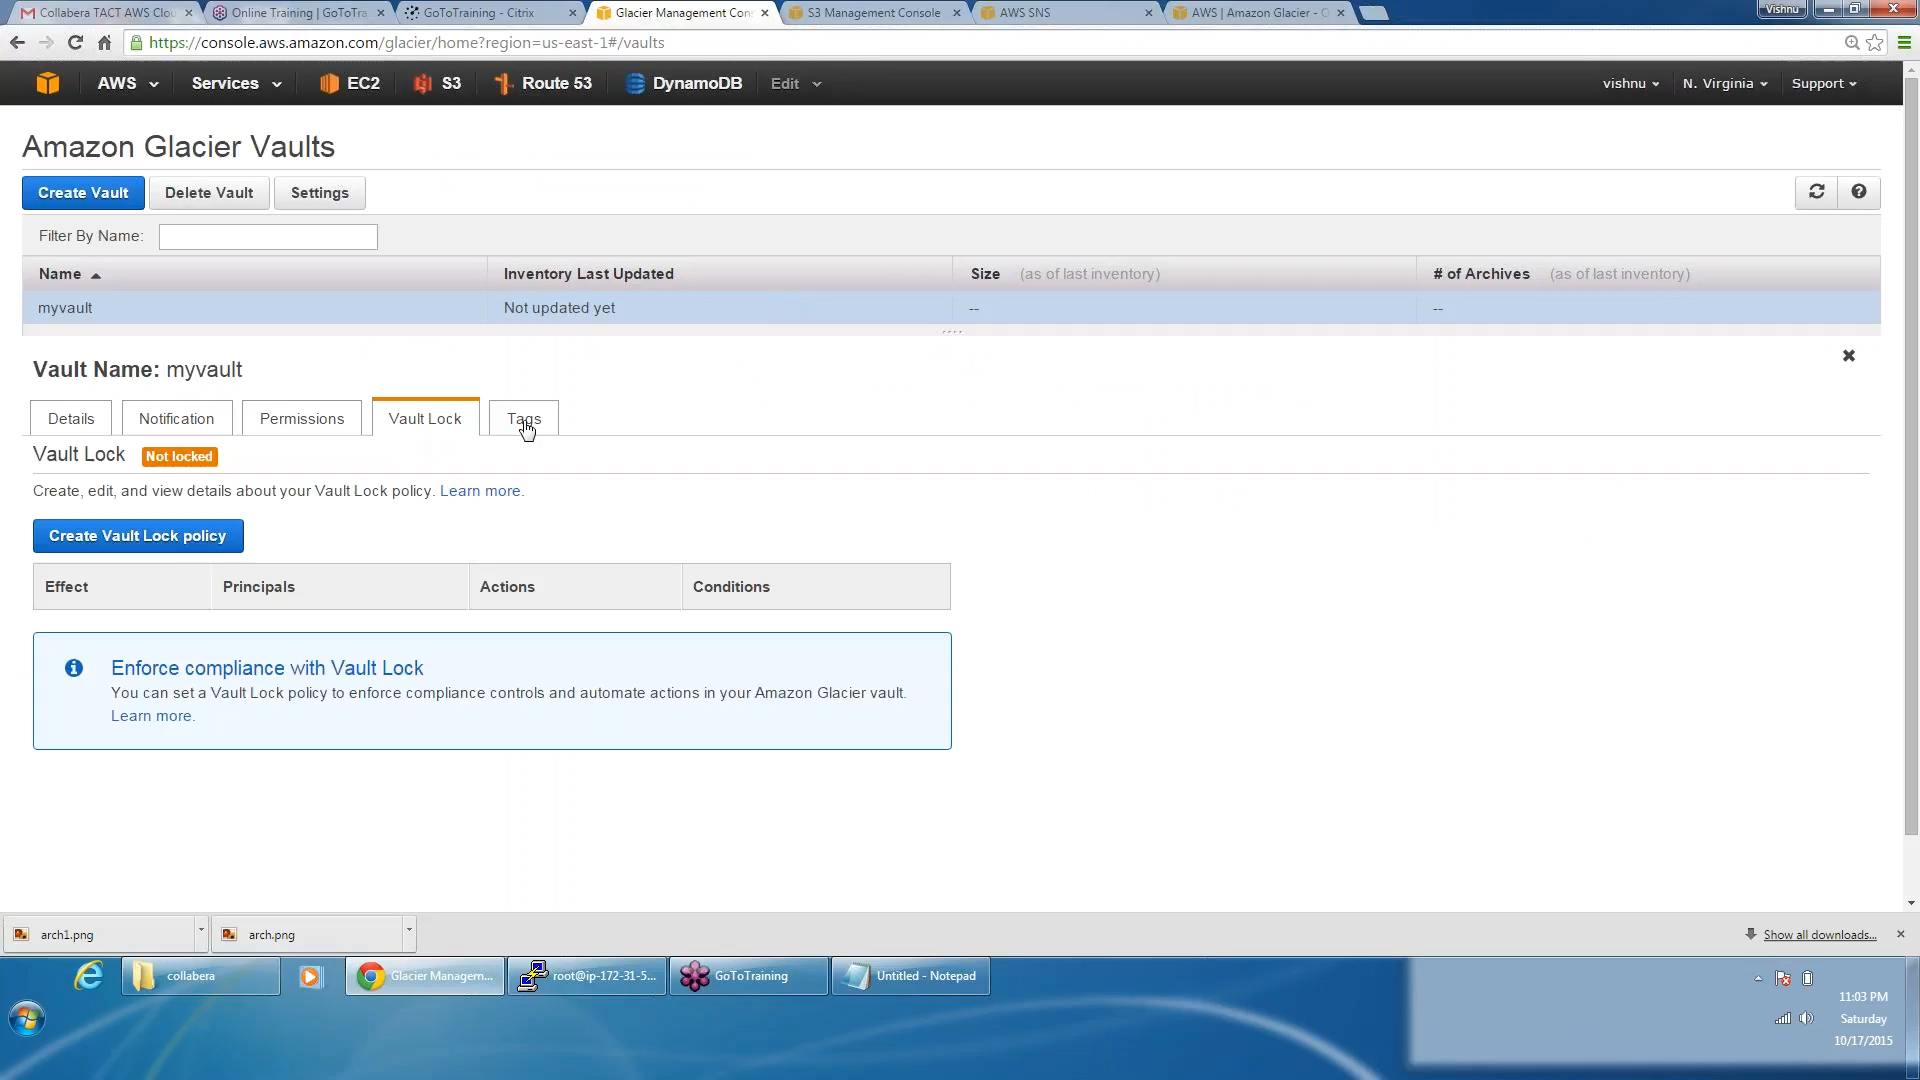 Collabera TACT AWS Clou
Online Training | GoToTra
GoToTraining - Citrix
Glacier Management Con
S3 Management Console
AWS SNS
AWS | Amazon Glacier - O
Vishnu
https://console.aws.amazon.com/glacier/home?region=us-east-1#/vaults
AWS
Services
EC2
S3
Route 53
DynamoDB
Edit
vishnu
N. Virginia
Support
Amazon Glacier Vaults
Create Vault
Delete Vault
Settings
Filter By Name:
Name
Inventory Last Updated
Size (as of last inventory)
# of Archives (as of last inventory)
myvault
Not updated yet
--
--
Vault Name: myvault
Details
Notification
Permissions
Vault Lock
Tags
Vault Lock Not locked
Create, edit, and view details about your Vault Lock policy. Learn more.
Create Vault Lock policy
Effect
Principals
Actions
Conditions
Enforce compliance with Vault Lock
You can set a Vault Lock policy to enforce compliance controls and automate actions in your Amazon Glacier vault.
Learn more.
arch1.png
arch.png
Show all downloads...
collabera
Glacier Managem...
root@ip-172-31-5...
GoToTraining
Untitled - Notepad
11:03 PM
Saturday
10/17/2015